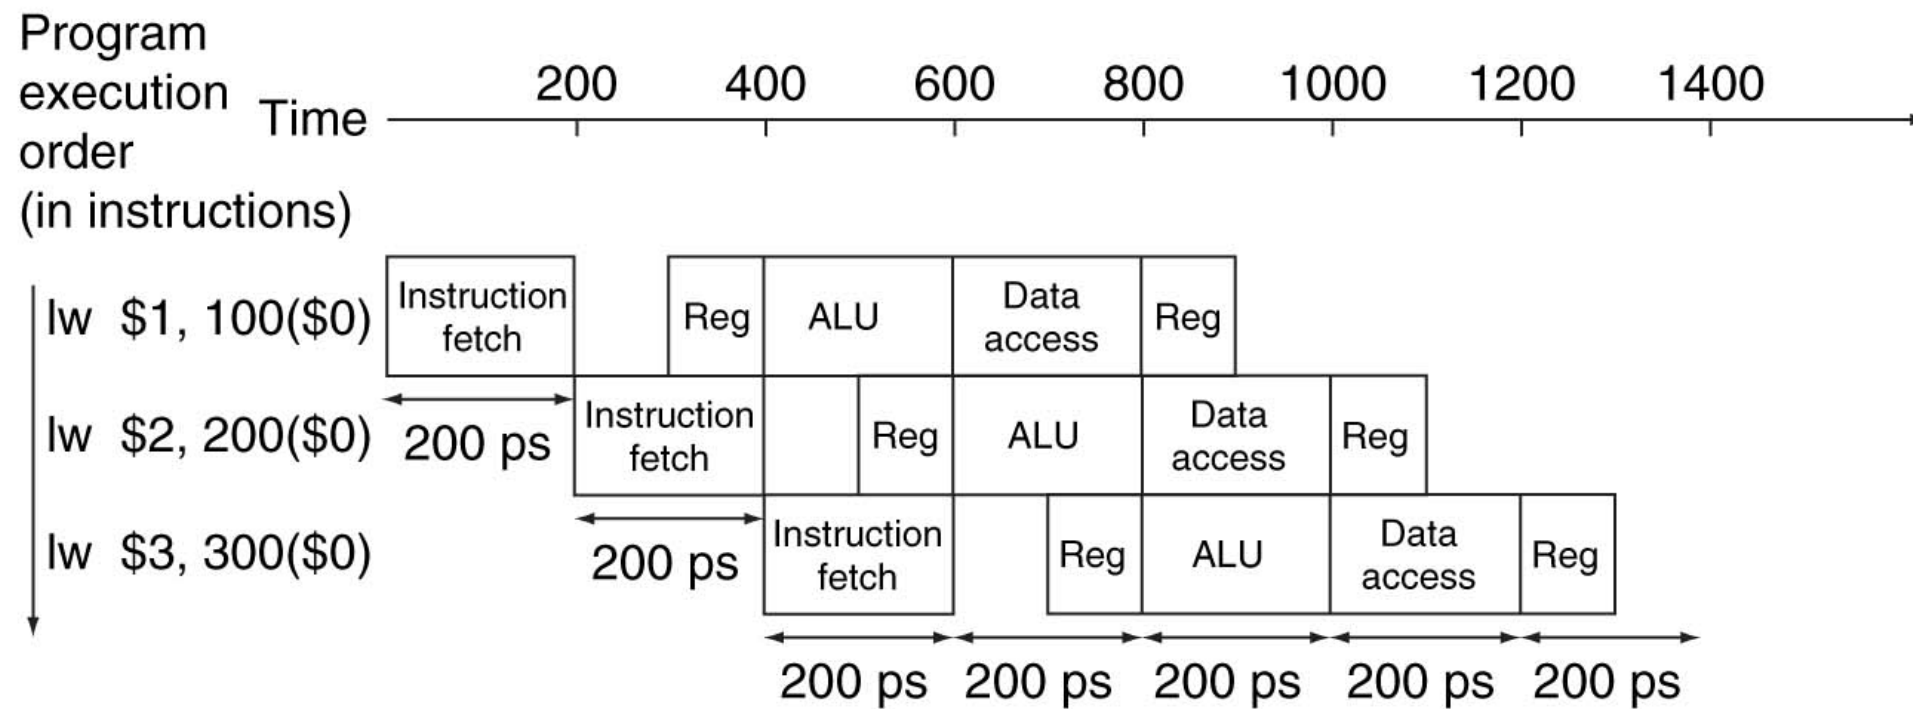 Program
execution
order
(in instructions)
Time
200 400 600 800 1000 1200 1400
lw $1, 100($0)
Instruction
fetch
Reg
ALU
Data
access
Reg
200 ps
lw $2, 200($0)
Instruction
fetch
Reg
ALU
Data
access
Reg
200 ps
lw $3, 300($0)
Instruction
fetch
Reg
ALU
Data
access
Reg
200 ps 200 ps 200 ps 200 ps 200 ps